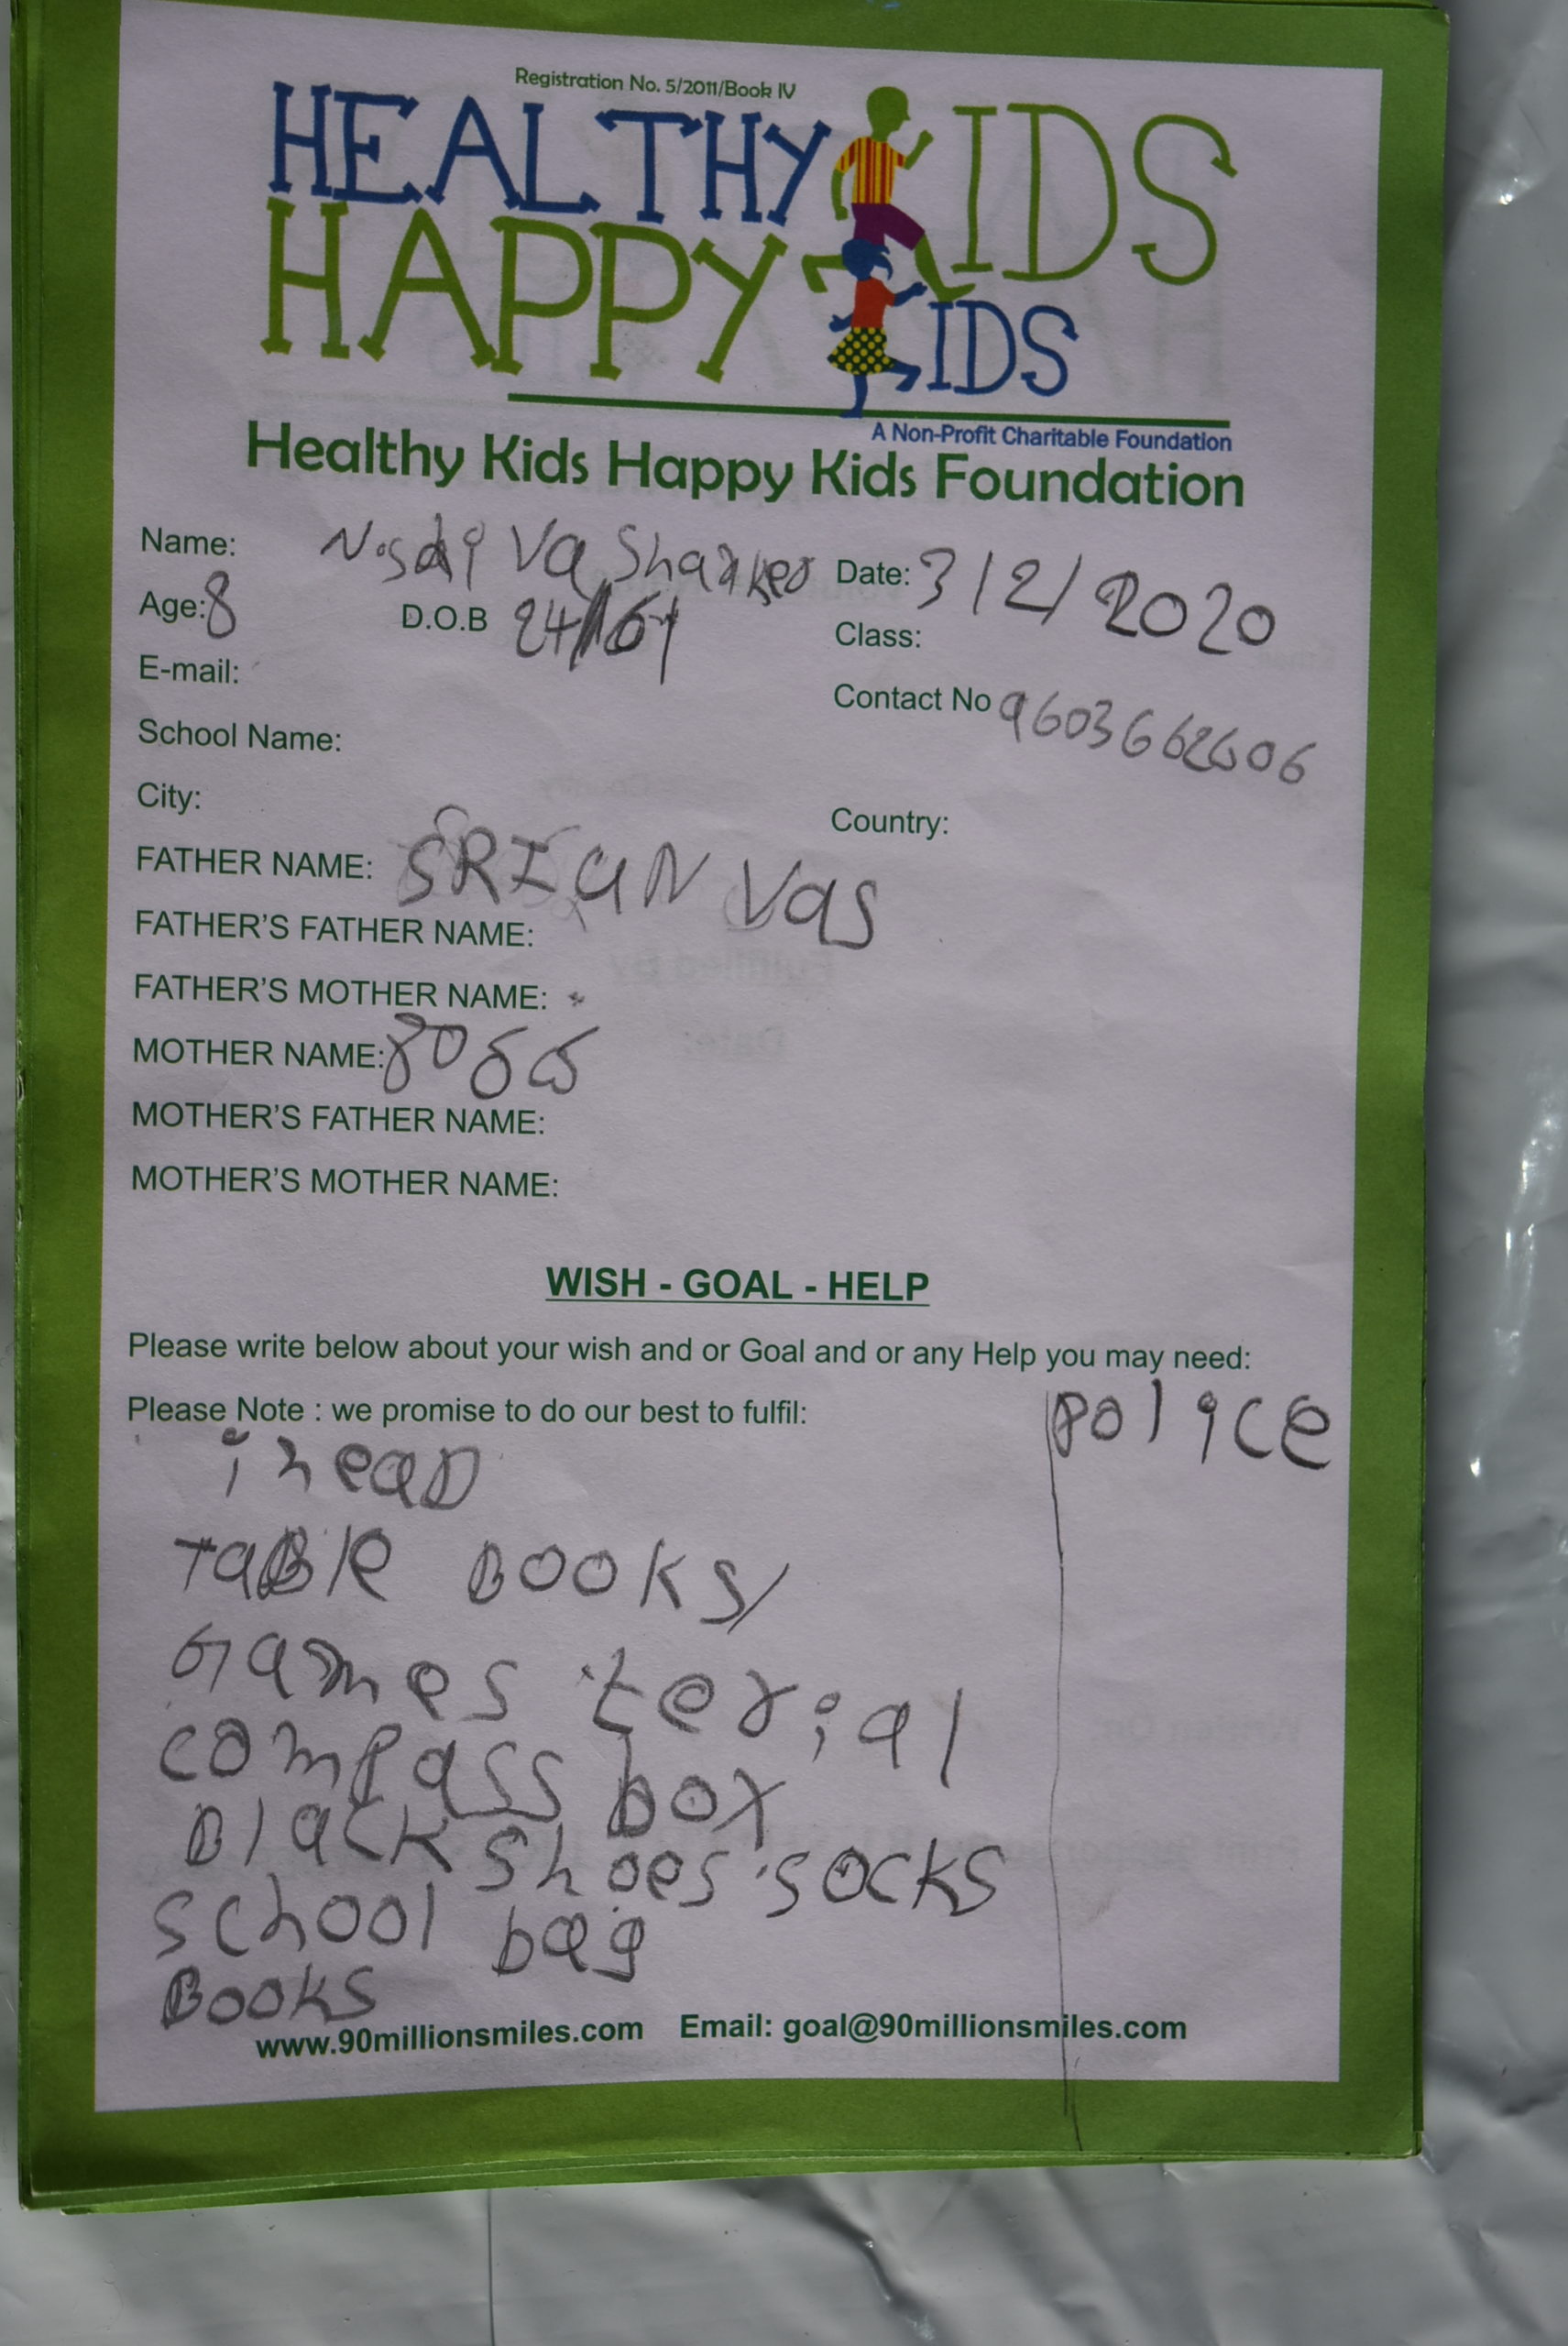 Registration No. 5/2011/Book IV
HEALTHY KIDS
HAPPY KIDS
A Non-Profit Charitable Foundation
Healthy Kids Happy Kids Foundation
Name: Date: 3/2/2020
Age: 8 D.O.B Class:
E-mail: Contact No 9603662606
School Name:
City: Country:
FATHER NAME: SRI Vas
FATHER'S FATHER NAME:
FATHER'S MOTHER NAME:
MOTHER NAME:
MOTHER'S FATHER NAME:
MOTHER'S MOTHER NAME:
WISH - GOAL - HELP
Please write below about your wish and or Goal and or any Help you may need:
Please Note : we promise to do our best to fulfil:
police
i neaD
BOOKS
Games terial
compass box
Black shoes socks
school bag
BOOKS
www.90millionsmiles.com Email: goal@90millionsmiles.com